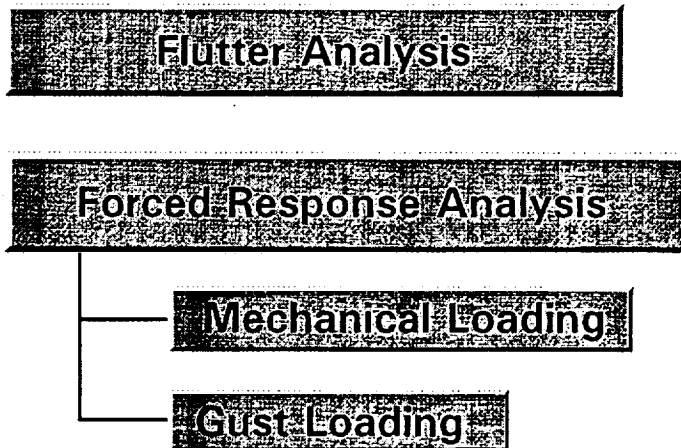 Flutter Analysis
Forced Response Analysis
Mechanical Loading
Gust Loading